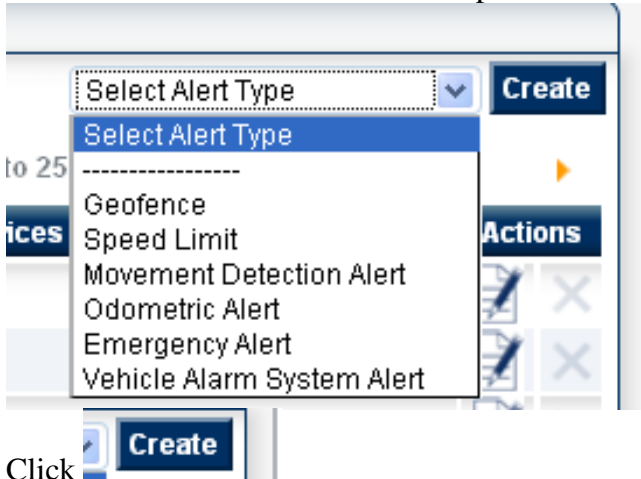 Select Alert Type Create
Select Alert Type
to 25 -----------------
Geofence
ices Speed Limit Actions
Movement Detection Alert
Odometric Alert
Emergency Alert
Vehicle Alarm System Alert
Click Create